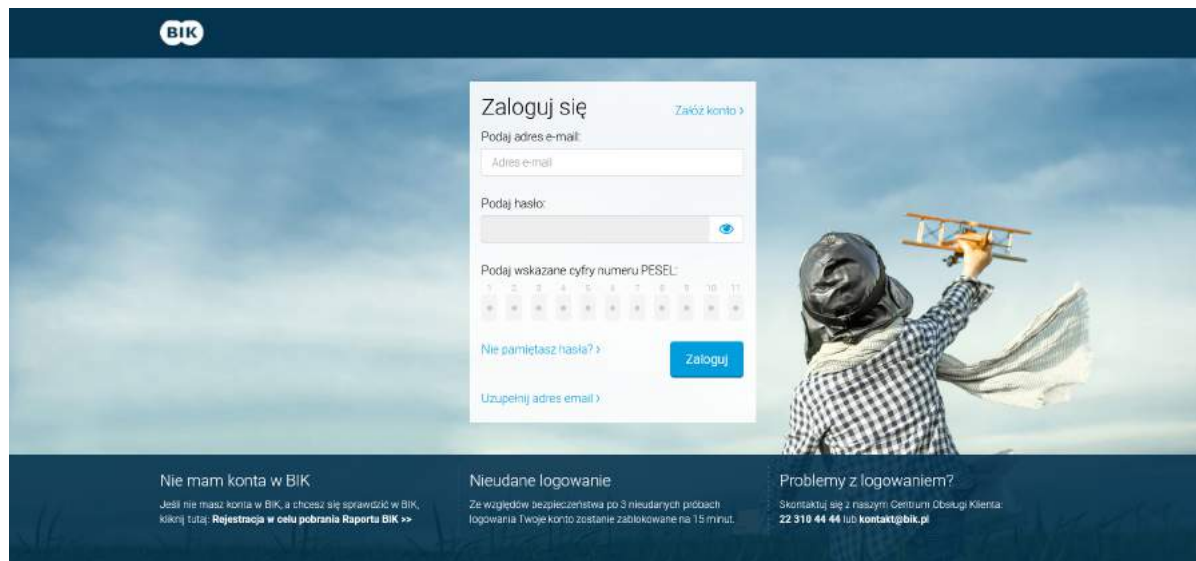 BIK
Zaloguj się
Załóż konto >
Podaj adres e-mail:
Adres e-mail
Podaj hasło:
Podaj wskazane cyfry numeru PESEL:
1 2 3 4 5 6 7 8 9 10 11
Nie pamiętasz hasła? >
Zaloguj
Uzupełnij adres email >
Nie mam konta w BIK
Jeśli nie masz konta w BIK, a chcesz się sprawdzić w BIK,
kliknij tutaj: Rejestracja w celu pobrania Raportu BIK >>
Nieudane logowanie
Ze względów bezpieczeństwa po 3 nieudanych próbach
logowania Twoje konto zostanie zablokowane na 15 minut.
Problemy z logowaniem?
Skontaktuj się z naszym Centrum Obsługi Klienta:
22 310 44 44 lub kontakt@bik.pl